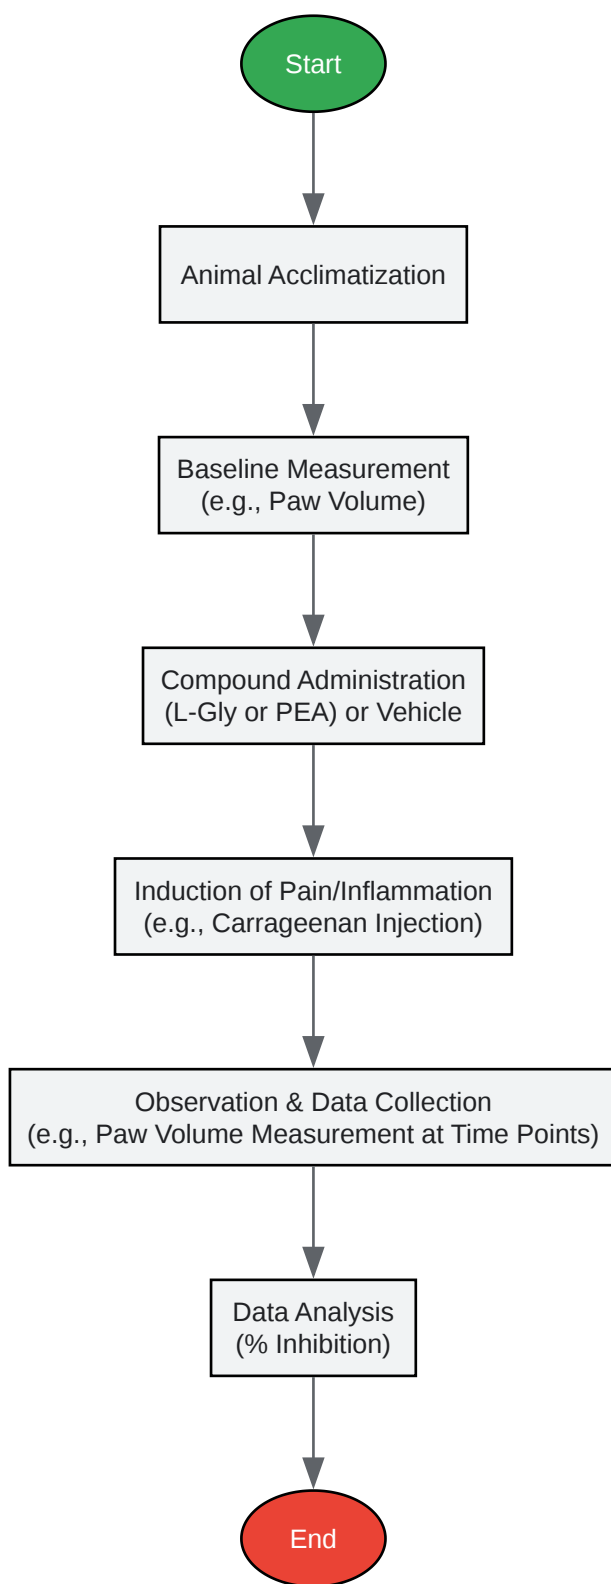 Start
Animal Acclimatization
Baseline Measurement
(e.g., Paw Volume)
Compound Administration
(L-Gly or PEA) or Vehicle
Induction of Pain/Inflammation
(e.g., Carrageenan Injection)
Observation & Data Collection
(e.g., Paw Volume Measurement at Time Points)
Data Analysis
(% Inhibition)
End